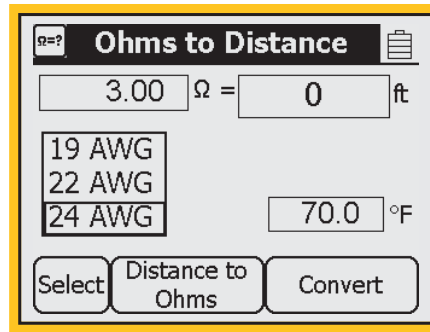 Ω=? Ohms to Distance
3.00 Ω = 0 ft
19 AWG
22 AWG
24 AWG
70.0 °F
Select
Distance to
Ohms
Convert